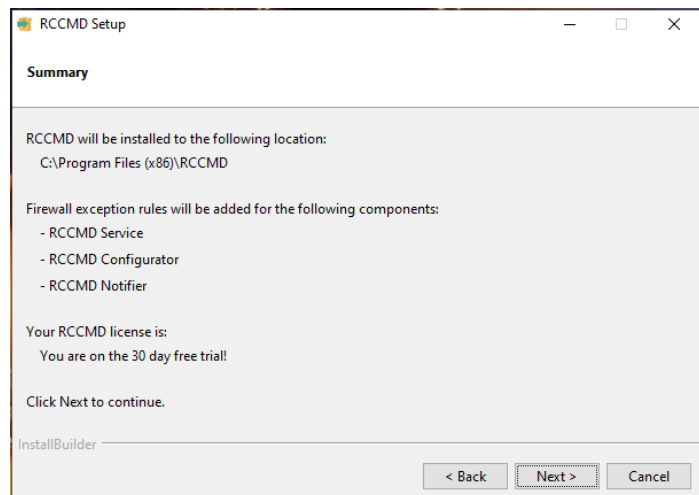 RCCMD Setup
Summary
RCCMD will be installed to the following location:
C:\Program Files (x86)\RCCMD
Firewall exception rules will be added for the following components:
- RCCMD Service
- RCCMD Configurator
- RCCMD Notifier
Your RCCMD license is:
You are on the 30 day free trial!
Click Next to continue.
InstallBuilder
< Back Next > Cancel